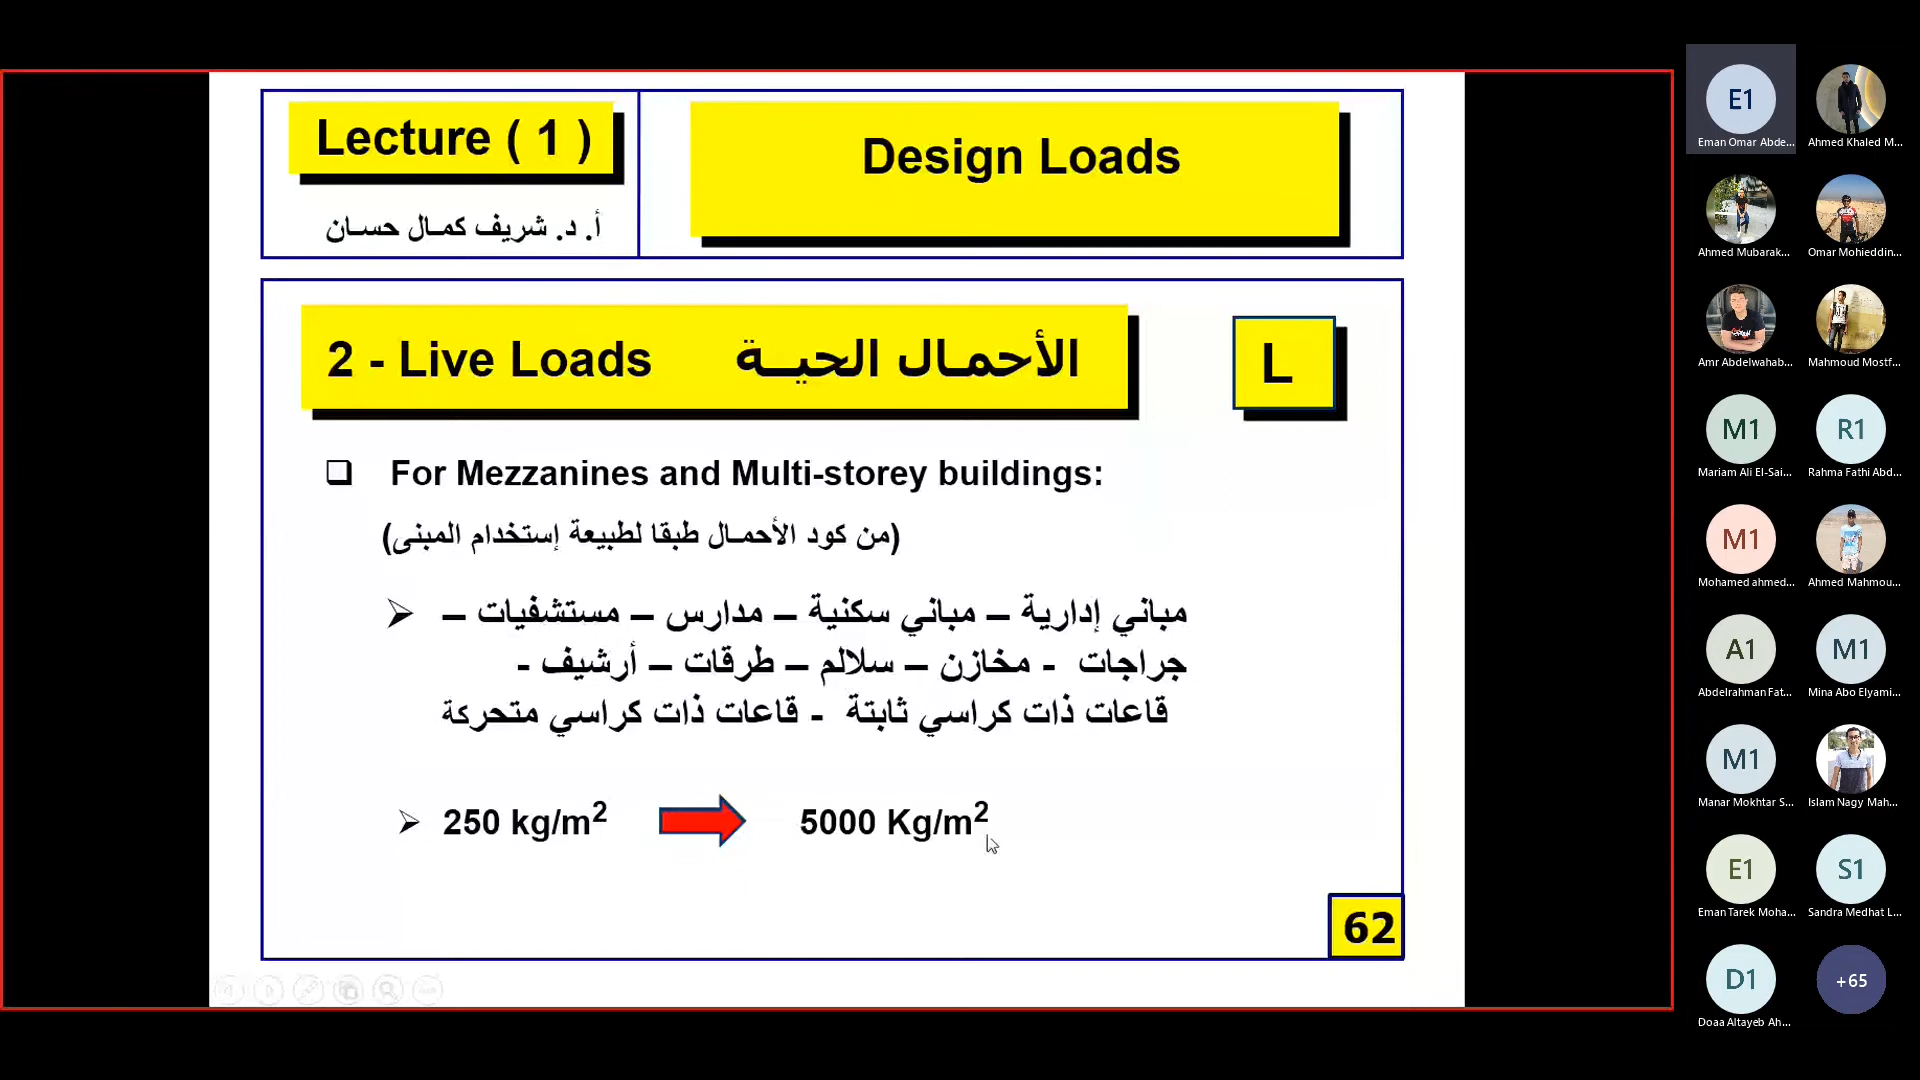 Lecture ( 1 )
أ. د. شريف كمـال حسـان
Design Loads
2 - Live Loads الأحمـال الحيــة
L
❑ For Mezzanines and Multi-storey buildings:
(من كود الأحمـال طبقا لطبيعة إستخدام المبنى)
➢ مباني إدارية – مباني سكنية – مدارس – مستشفيات –
جراجات - مخازن – سلالم – طرقات – أرشيف -
قاعات ذات كراسي ثابتة - قاعات ذات كراسي متحركة
➢ 250 kg/m² 5000 Kg/m²
62
E1
Eman Omar Abde...
Ahmed Khaled M...
Ahmed Mubarak...
Omar Mohieddin...
Amr Abdelwahab...
Mahmoud Mostf...
M1 R1
Mariam Ali El-Sai...
Rahma Fathi Abd...
M1
Mohamed ahmed...
Ahmed Mahmou...
A1 M1
Abdelrahman Fat...
Mina Abo Elyami...
M1
Manar Mokhtar S...
Islam Nagy Mah...
E1 S1
Eman Tarek Moha...
Sandra Medhat L...
D1 +65
Doaa Altayeb Ah...